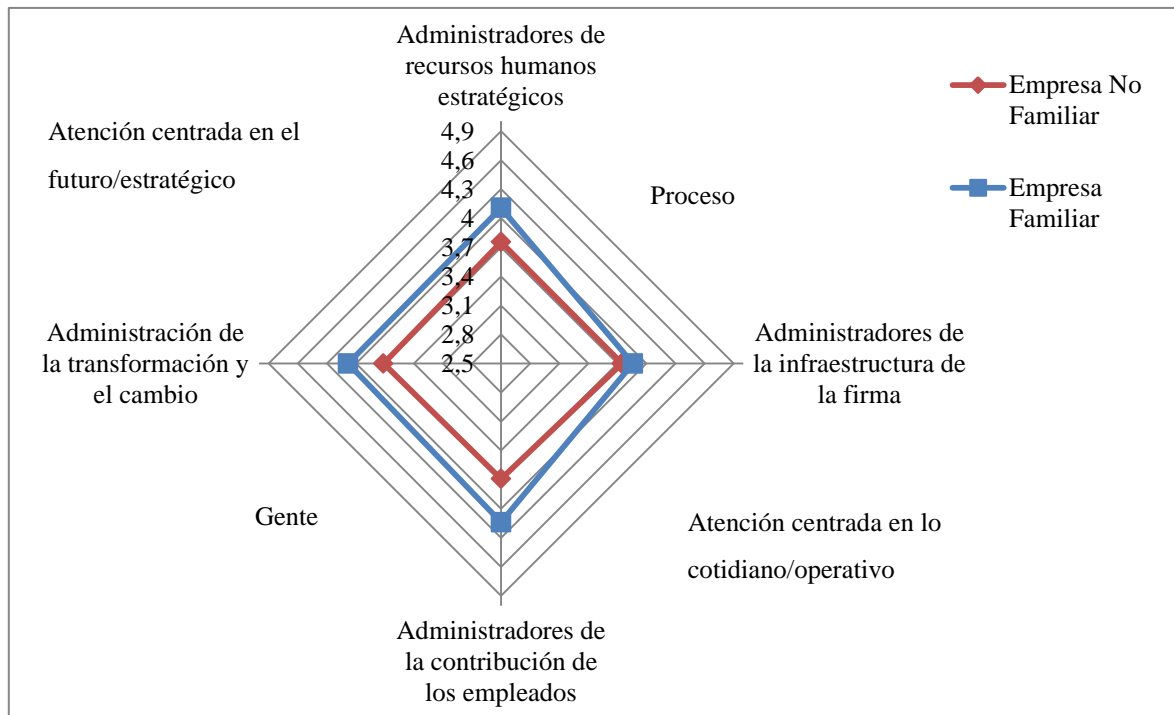 Administradores de
recursos humanos
estratégicos
Empresa No
Familiar
Atención centrada en el
futuro/estratégico
Proceso
Empresa
Familiar
4,9
4,6
4,3
4
3,7
3,4
3,1
2,8
2,5
Administración de
la transformación y
el cambio
Administradores de
la infraestructura de
la firma
Gente
Atención centrada en lo
cotidiano/operativo
Administradores de
la contribución de
los empleados